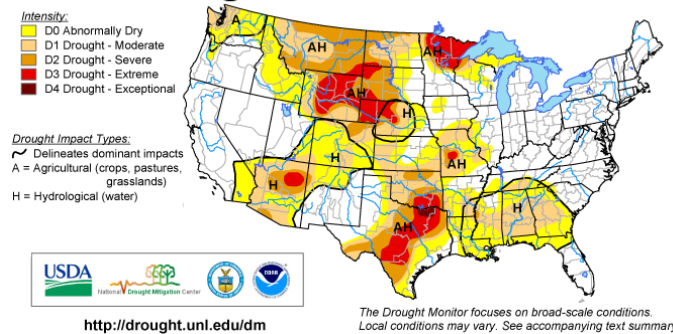 Intensity:
D0 Abnormally Dry
D1 Drought - Moderate
D2 Drought - Severe
D3 Drought - Extreme
D4 Drought - Exceptional
Drought Impact Types:
Delineates dominant impacts
A = Agricultural (crops, pastures,
grasslands)
H = Hydrological (water)
A
AH
AH
AH
H
H
H
AH
AH
H
USDA
National Drought Mitigation Center
http://drought.unl.edu/dm
The Drought Monitor focuses on broad-scale conditions.
Local conditions may vary. See accompanying text summary